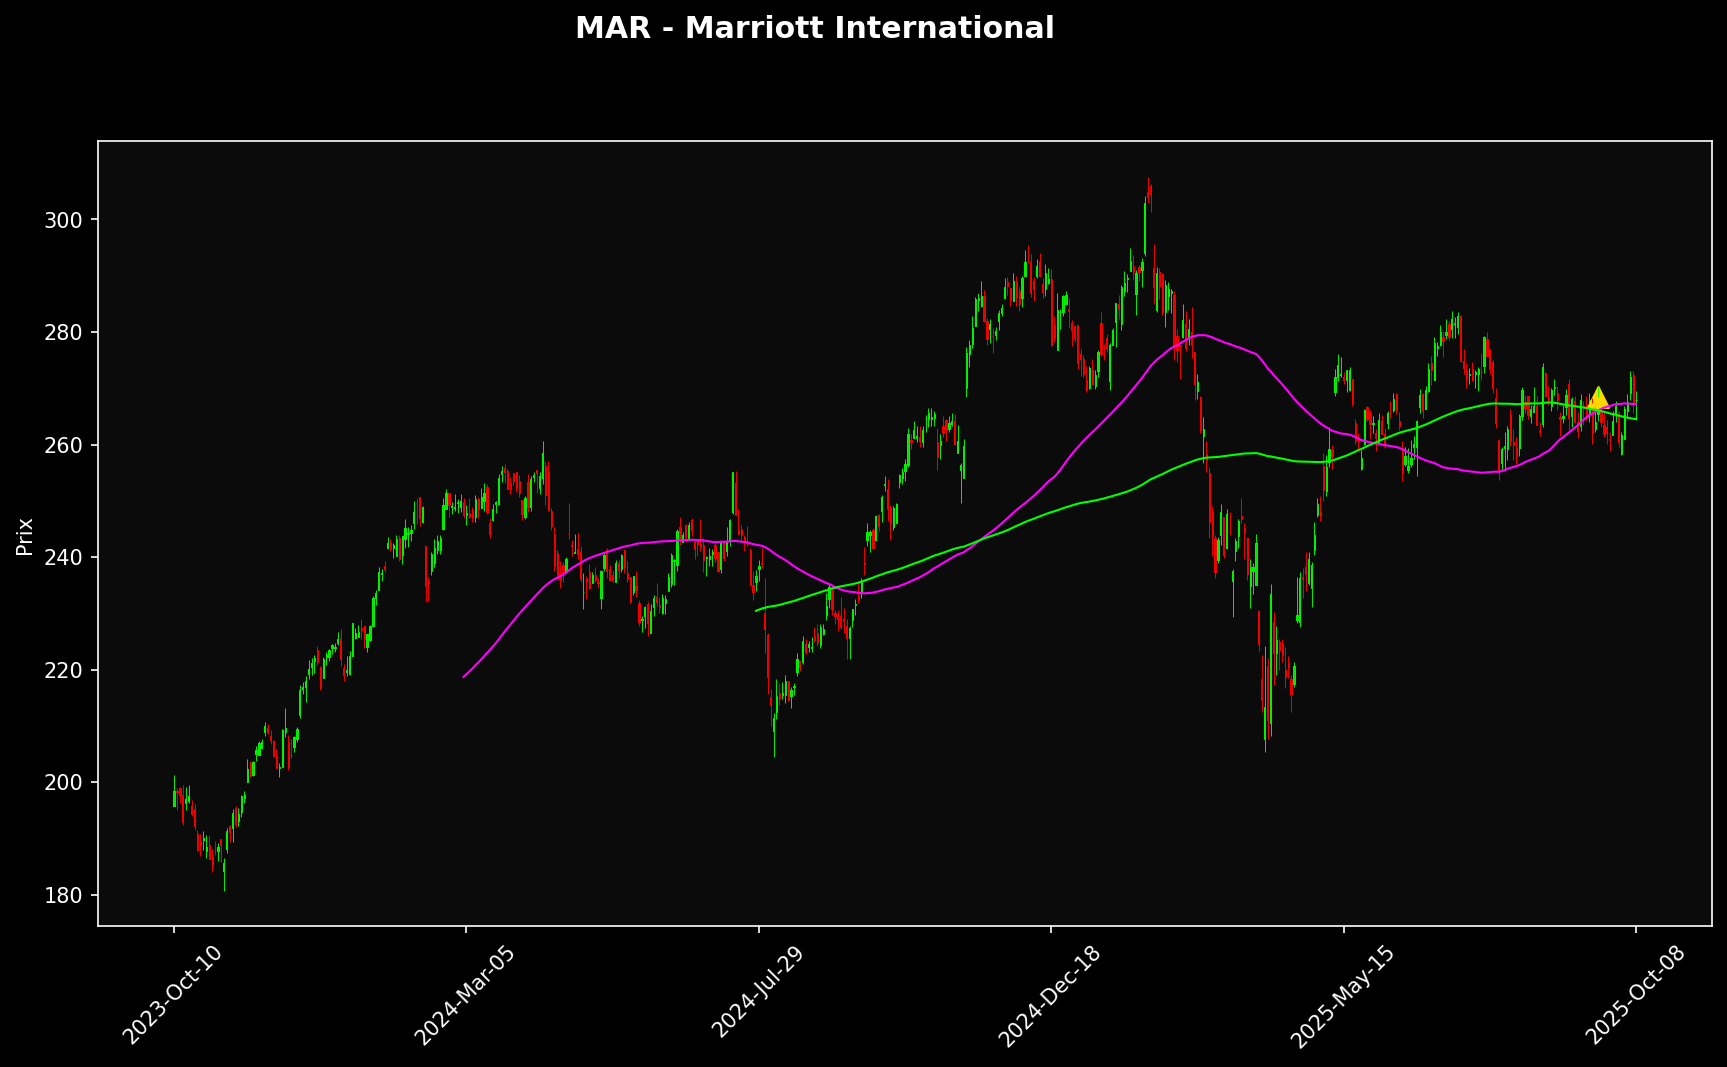 MAR - Marriott International
Prix
300
280
260
240
220
200
180
2023-Oct-10
2024-Mar-05
2024-Jul-29
2024-Dec-18
2025-May-15
2025-Oct-08